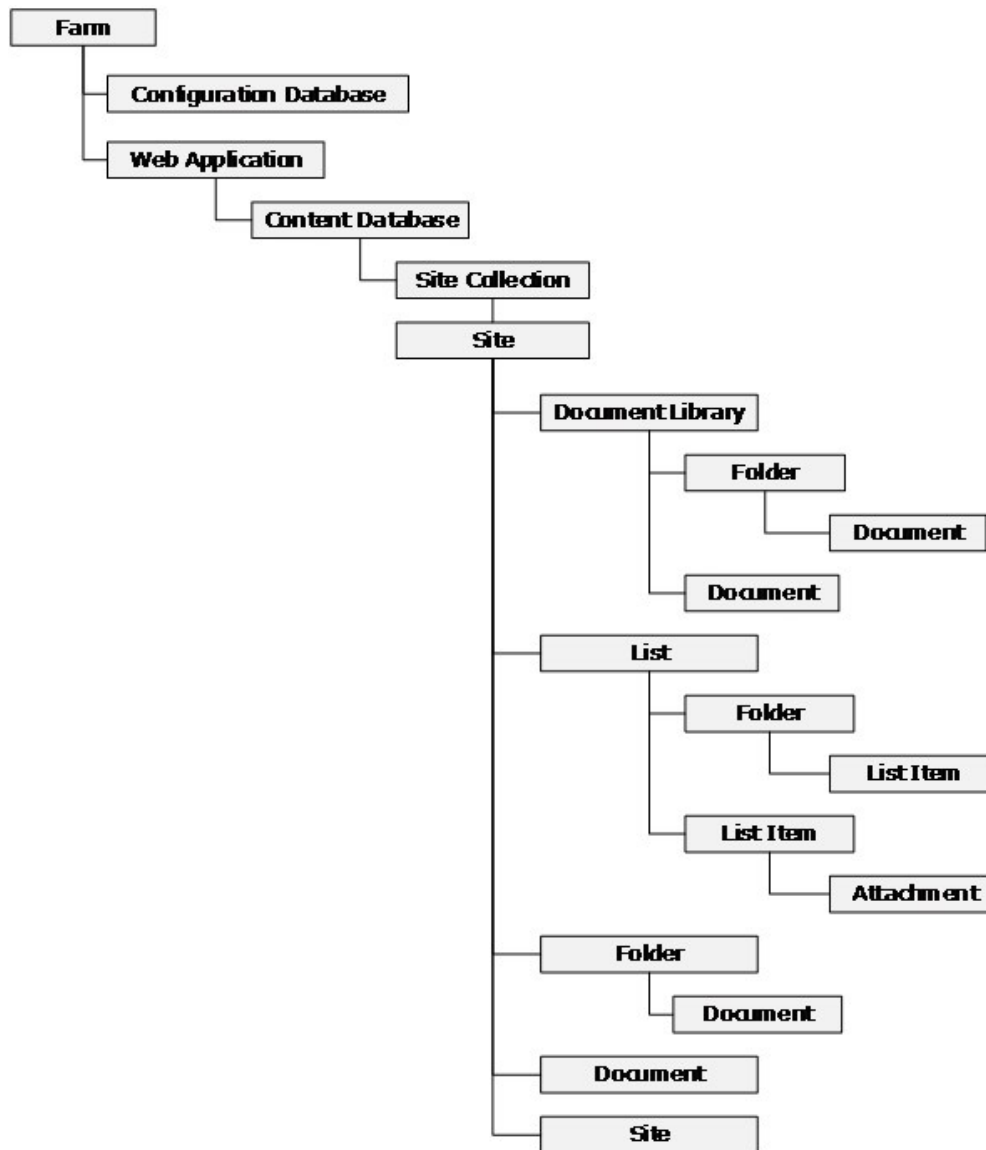 Farm
Configuration Database
Web Application
Content Database
Site Collection
Site
Document Library
Folder
Document
Document
List
Folder
List Item
List Item
Attachment
Folder
Document
Document
Site